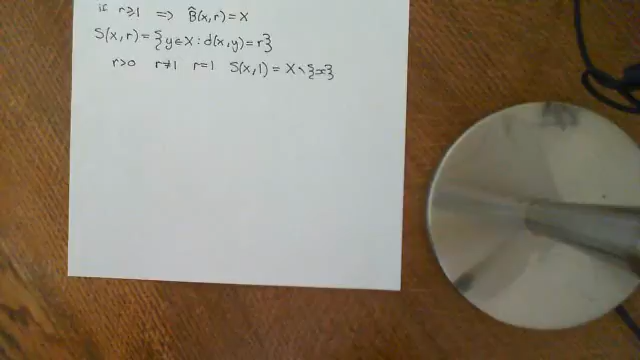 if r≥1 ⟹ B̂(x,r) = X
S(x,r) = {y∈X : d(x,y) = r}
r>0 r≠1 r=1 S(x,1) = X \ {x}